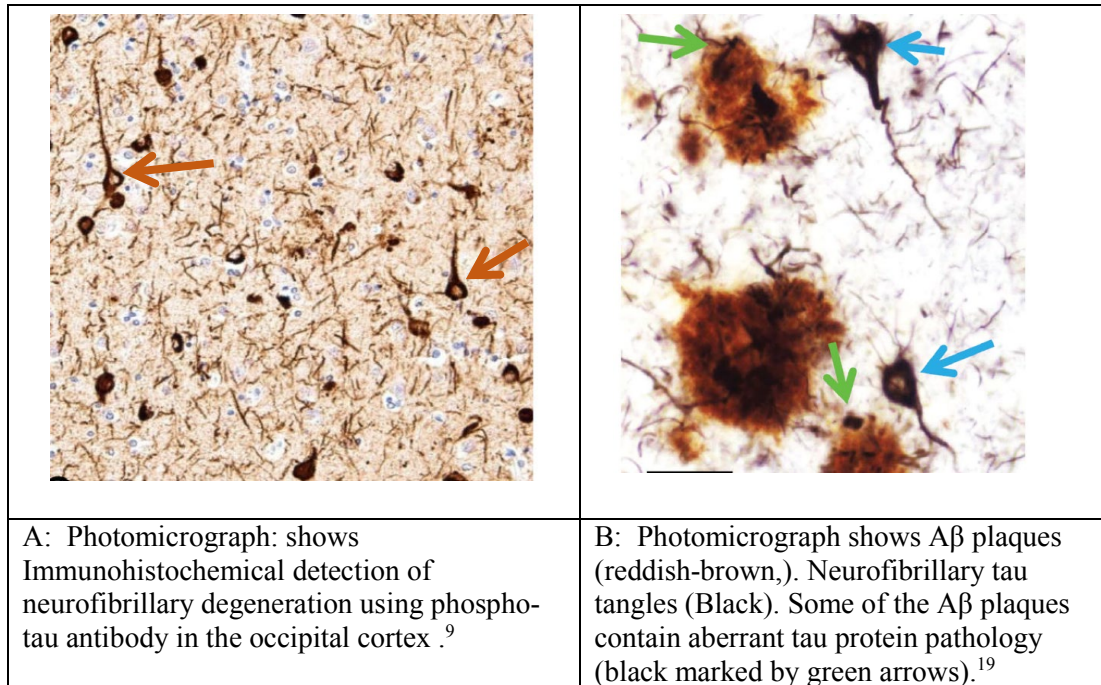 A:  Photomicrograph: shows
Immunohistochemical detection of
neurofibrillary degeneration using phospho-
tau antibody in the occipital cortex .9
B:  Photomicrograph shows Aβ plaques
(reddish-brown,). Neurofibrillary tau
tangles (Black). Some of the Aβ plaques
contain aberrant tau protein pathology
(black marked by green arrows).19